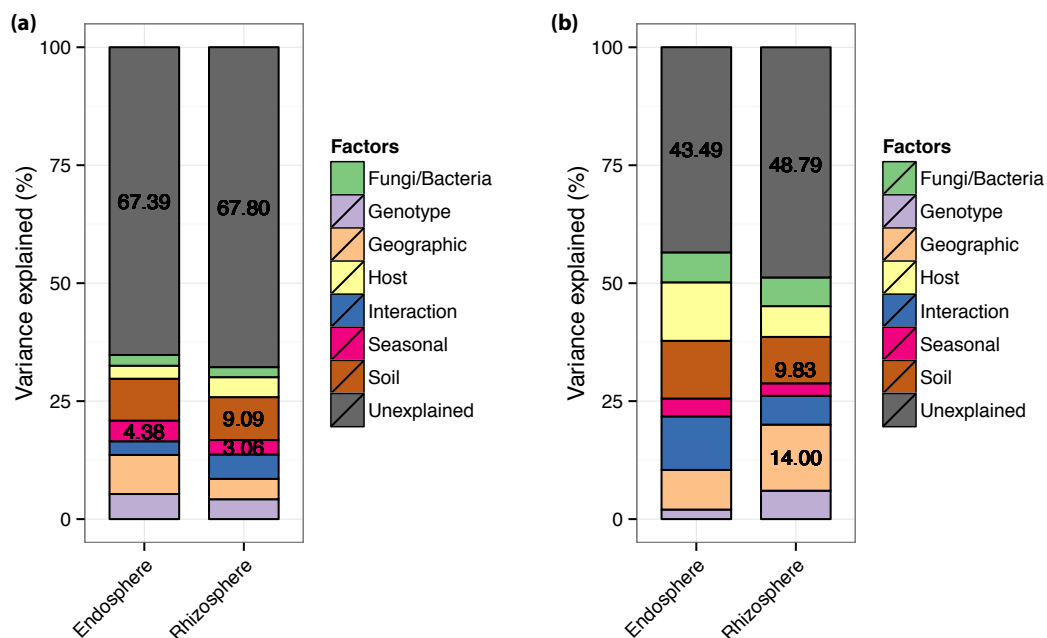 (a)
100
75
50
25
0
Variance explained (%)
67.39
67.80
4.38
9.09
3.06
Endosphere
Rhizosphere
Factors
Fungi/Bacteria
Genotype
Geographic
Host
Interaction
Seasonal
Soil
Unexplained
(b)
100
75
50
25
0
Variance explained (%)
43.49
48.79
9.83
14.00
Endosphere
Rhizosphere
Factors
Fungi/Bacteria
Genotype
Geographic
Host
Interaction
Seasonal
Soil
Unexplained